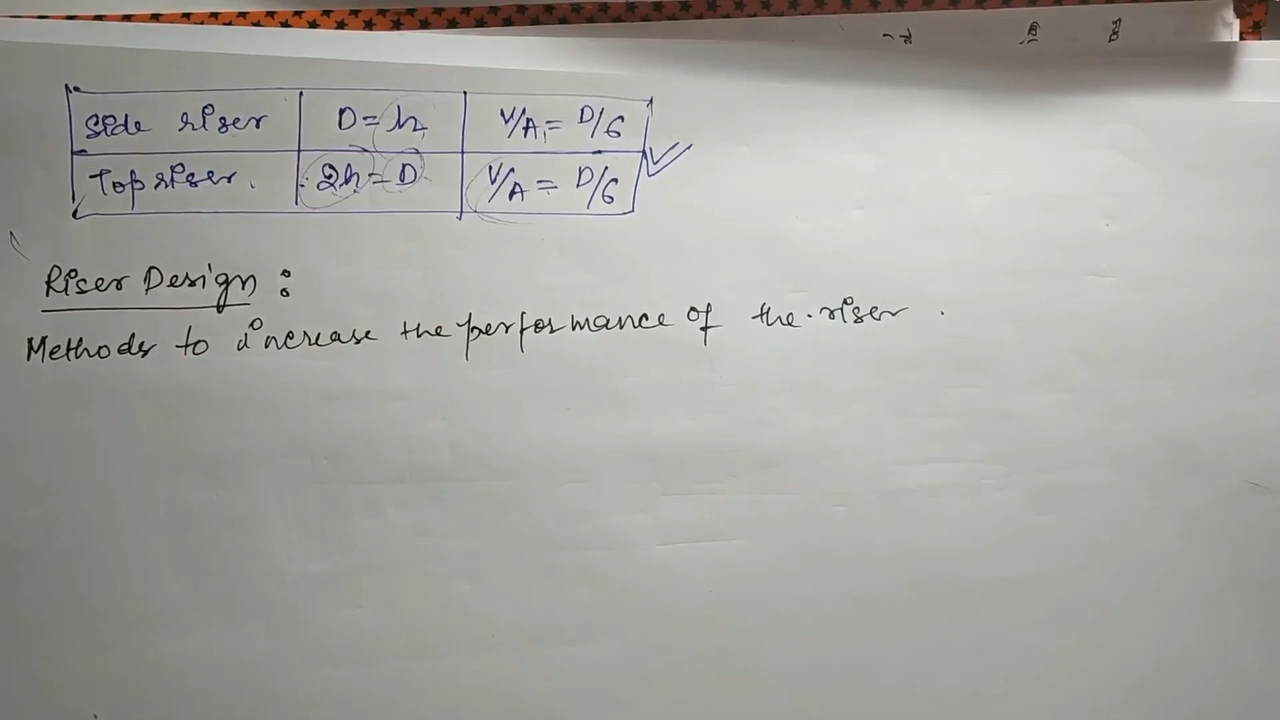 Side riser D = h V/A = D/6
Top riser. 2h = D V/A = D/6
Riser Design :
Methods to increase the performance of the riser .